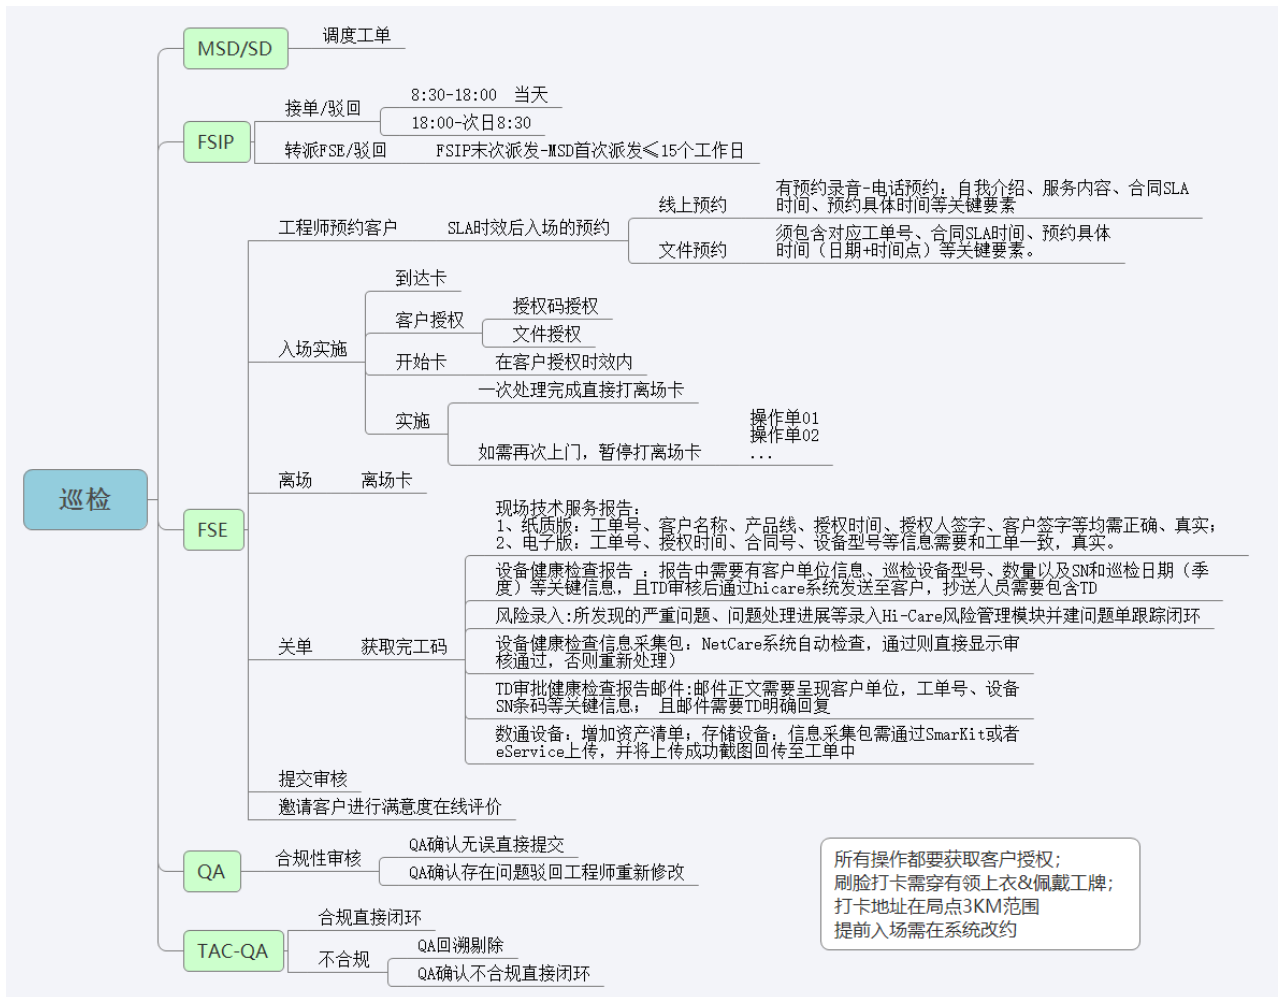 巡检
MSD/SD
调度工单
FSIP
接单/驳回
8:30-18:00 当天
18:00-次日8:30
转派FSE/驳回
FSIP末次派发-MSD首次派发≤15个工作日
FSE
工程师预约客户
SLA时效后入场的预约
线上预约
有预约录音-电话预约：自我介绍、服务内容、合同SLA
时间、预约具体时间等关键要素
文件预约
须包含对应工单号、合同SLA时间、预约具体
时间（日期+时间点）等关键要素。
入场实施
到达卡
客户授权
授权码授权
文件授权
开始卡
在客户授权时效内
实施
一次处理完成直接打离场卡
如需再次上门，暂停打离场卡
操作单01
操作单02
...
离场
离场卡
关单
获取完工码
现场技术服务报告：
1、纸质版：工单号、客户名称、产品线、授权时间、授权人签字、客户签字等均需正确、真实；
2、电子版：工单号、授权时间、合同号、设备型号等信息需要和工单一致，真实。
设备健康检查报告 ：报告中需要有客户单位信息、巡检设备型号、数量以及SN和巡检日期（季
度）等关键信息，且TD审核后通过hicare系统发送至客户，抄送人员需要包含TD
风险录入:所发现的严重问题、问题处理进展等录入Hi-Care风险管理模块并建问题单跟踪闭环
设备健康检查信息采集包：NetCare系统自动检查，通过则直接显示审
核通过，否则重新处理）
TD审批健康检查报告邮件:邮件正文需要呈现客户单位，工单号、设备
SN条码等关键信息； 且邮件需要TD明确回复
数通设备：增加资产清单；存储设备：信息采集包需通过SmarKit或者
eService上传，并将上传成功截图回传至工单中
提交审核
邀请客户进行满意度在线评价
QA
合规性审核
QA确认无误直接提交
QA确认存在问题驳回工程师重新修改
TAC-QA
合规直接闭环
不合规
QA回溯剔除
QA确认不合规直接闭环
所有操作都要获取客户授权；
刷脸打卡需穿有领上衣&佩戴工牌；
打卡地址在局点3KM范围
提前入场需在系统改约